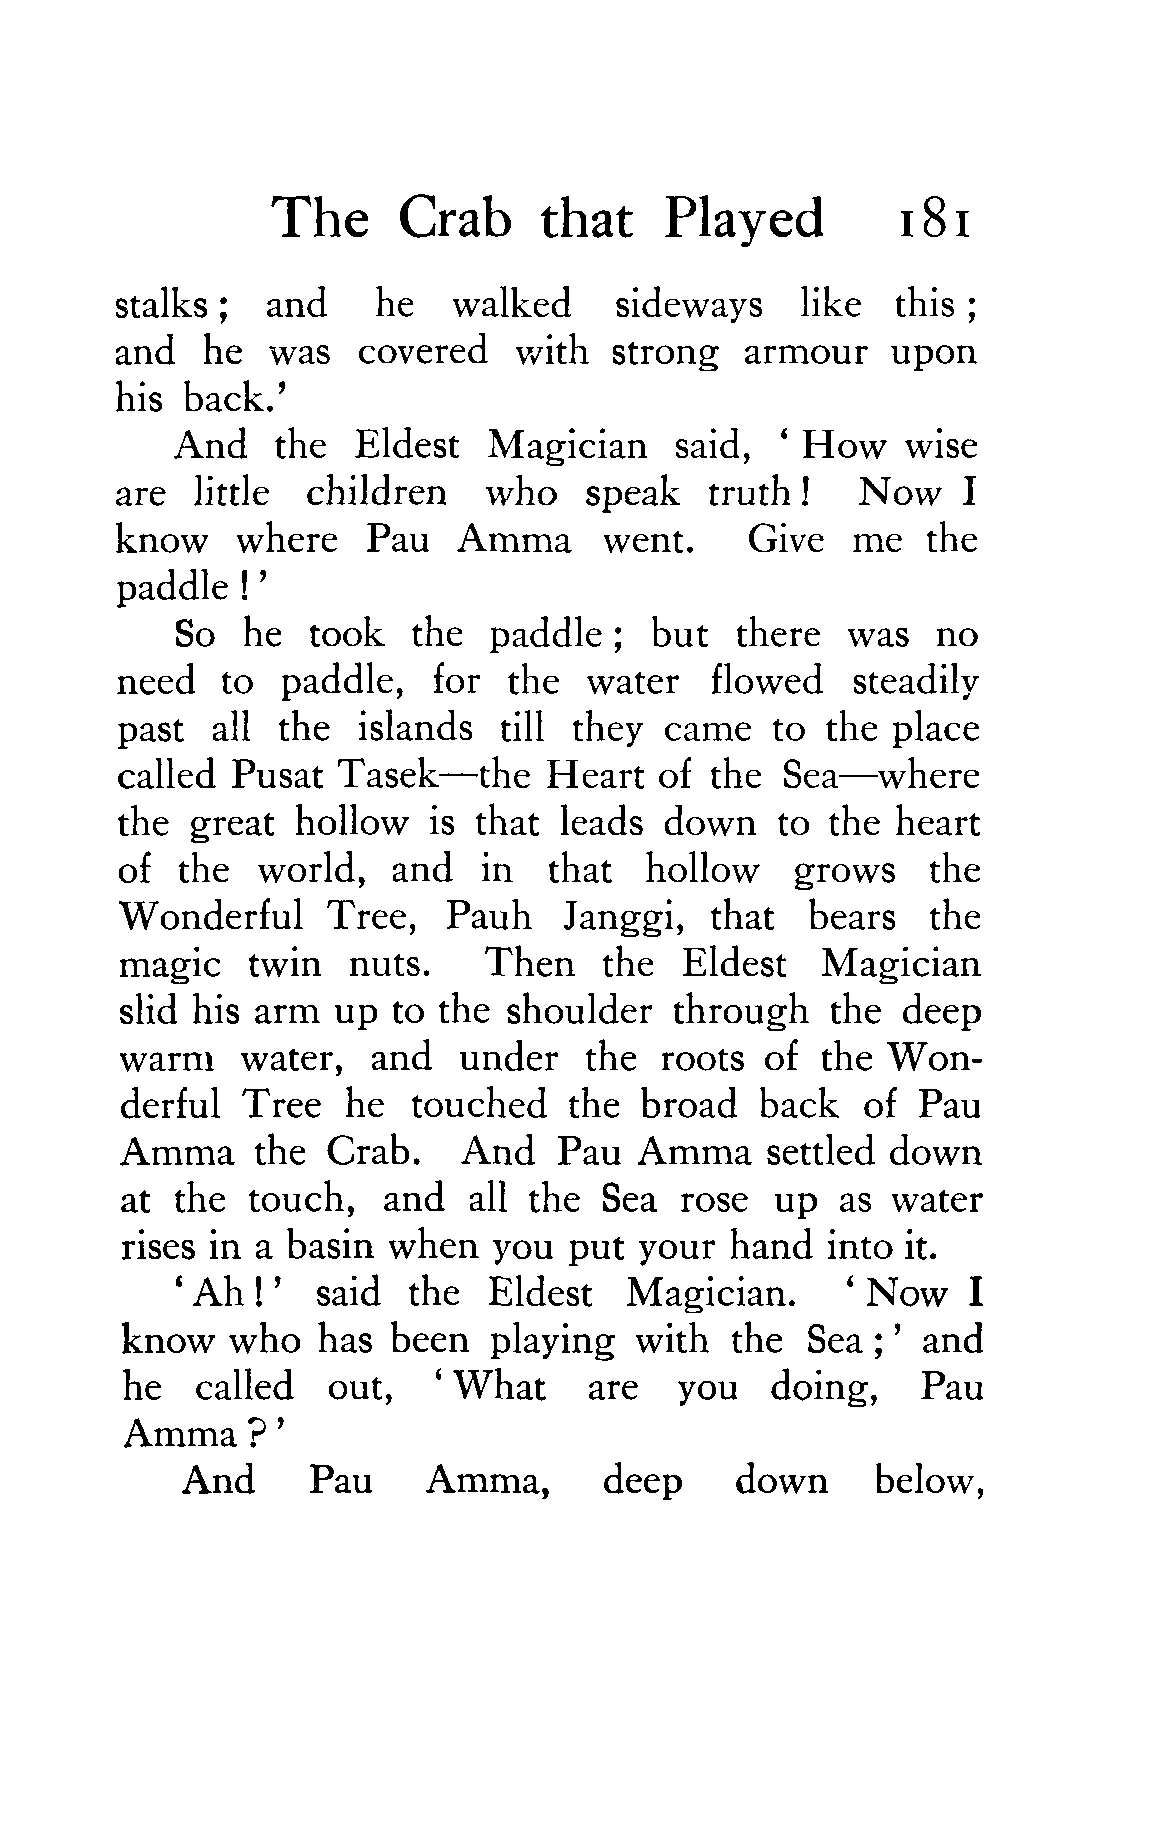 The Crab that Played 181
stalks ; and he walked sideways like this ;
and he was covered with strong armour upon
his back.’
And the Eldest Magician said, ‘ How wise
are little children who speak truth ! Now I
know where Pau Amma went. Give me the
paddle ! ’
So he took the paddle ; but there was no
need to paddle, for the water flowed steadily
past all the islands till they came to the place
called Pusat Tasek—the Heart of the Sea—where
the great hollow is that leads down to the heart
of the world, and in that hollow grows the
Wonderful Tree, Pauh Janggi, that bears the
magic twin nuts. Then the Eldest Magician
slid his arm up to the shoulder through the deep
warm water, and under the roots of the Won-
derful Tree he touched the broad back of Pau
Amma the Crab. And Pau Amma settled down
at the touch, and all the Sea rose up as water
rises in a basin when you put your hand into it.
‘ Ah ! ’ said the Eldest Magician. ‘ Now I
know who has been playing with the Sea ; ’ and
he called out, ‘ What are you doing, Pau
Amma ? ’
And Pau Amma, deep down below,